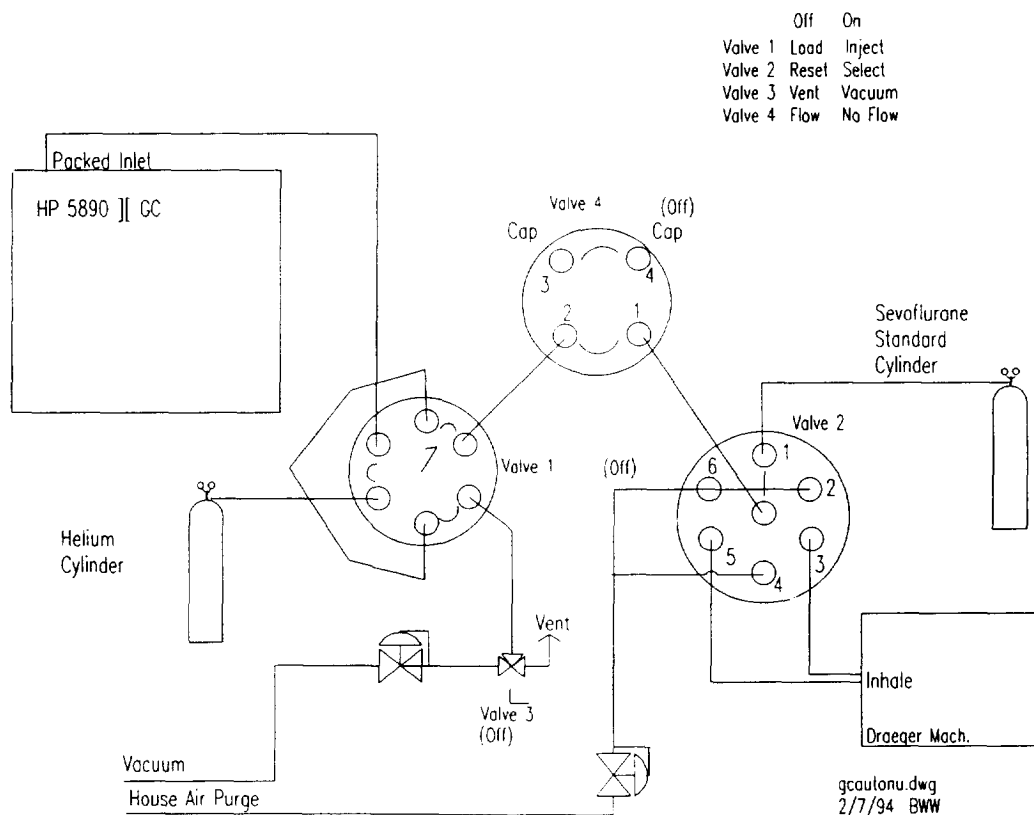 Off On
Valve 1 Load Inject
Valve 2 Reset Select
Valve 3 Vent Vacuum
Valve 4 Flow No Flow
Packed Inlet
HP 5890 ][ GC
Valve 4
(Off)
Cap
Cap
3
4
2
1
Sevoflurane
Standard
Cylinder
Valve 2
Valve 1
(Off)
6
1
2
5
3
4
Helium
Cylinder
Vent
Valve 3
(Off)
Inhale
Draeger Mach.
Vacuum
House Air Purge
gcautonu.dwg
2/7/94 BWW